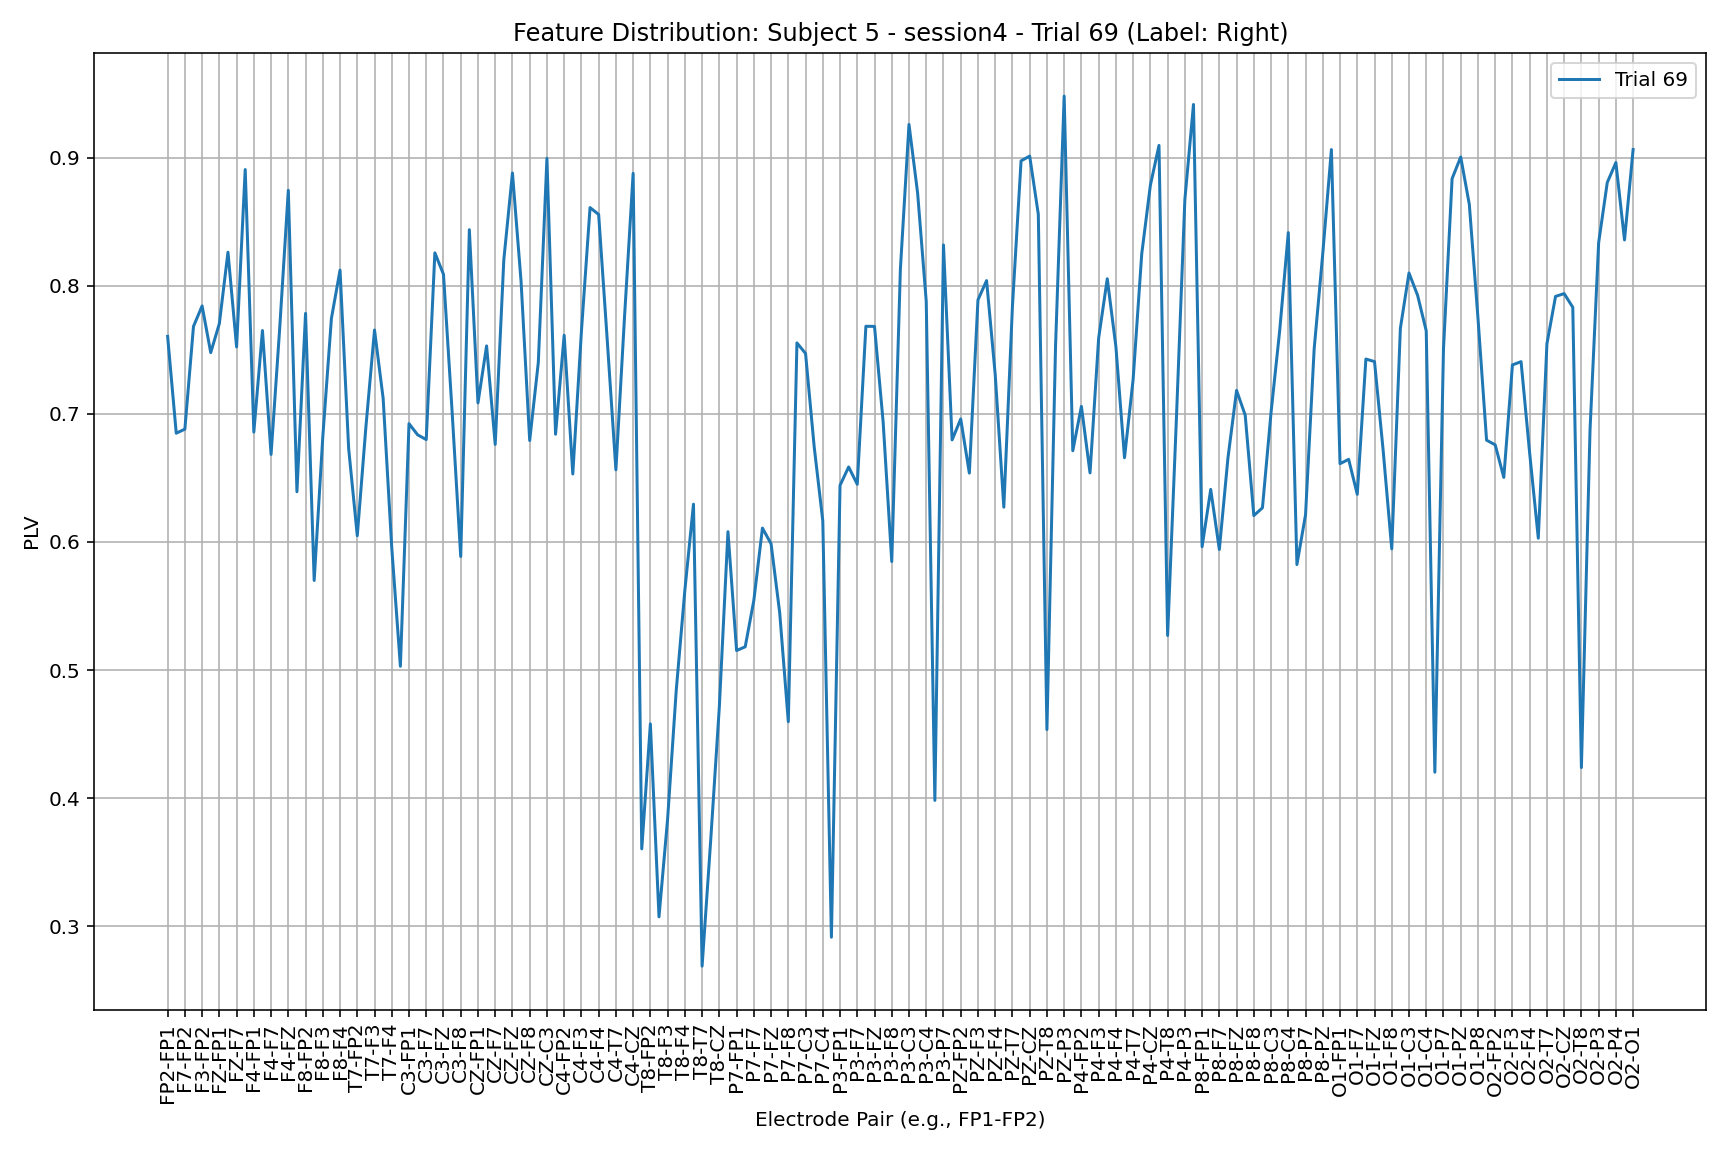 Feature Distribution: Subject 5 - session4 - Trial 69 (Label: Right)
Trial 69
PLV
0.9
0.8
0.7
0.6
0.5
0.4
0.3
FP2-FP1
F7-FP2
F3-FP2
FZ-FP1
FZ-F7
F4-FP1
F4-F7
F4-FZ
F8-FP2
F8-F3
F8-F4
T7-FP2
T7-F3
T7-F4
C3-FP1
C3-F7
C3-FZ
C3-F8
CZ-FP1
CZ-F7
CZ-FZ
CZ-F8
CZ-C3
C4-FP2
C4-F3
C4-F4
C4-T7
C4-CZ
T8-FP2
T8-F3
T8-F4
T8-T7
T8-CZ
P7-FP1
P7-F7
P7-FZ
P7-F8
P7-C3
P7-C4
P3-FP1
P3-F7
P3-FZ
P3-F8
P3-C3
P3-C4
P3-P7
PZ-FP2
PZ-F3
PZ-F4
PZ-T7
PZ-CZ
PZ-T8
PZ-P3
P4-FP2
P4-F3
P4-F4
P4-T7
P4-CZ
P4-T8
P4-P3
P8-FP1
P8-F7
P8-FZ
P8-F8
P8-C3
P8-C4
P8-P7
P8-PZ
O1-FP1
O1-F7
O1-FZ
O1-F8
O1-C3
O1-C4
O1-P7
O1-PZ
O1-P8
O2-FP2
O2-F3
O2-F4
O2-T7
O2-CZ
O2-T8
O2-P3
O2-P4
O2-O1
Electrode Pair (e.g., FP1-FP2)